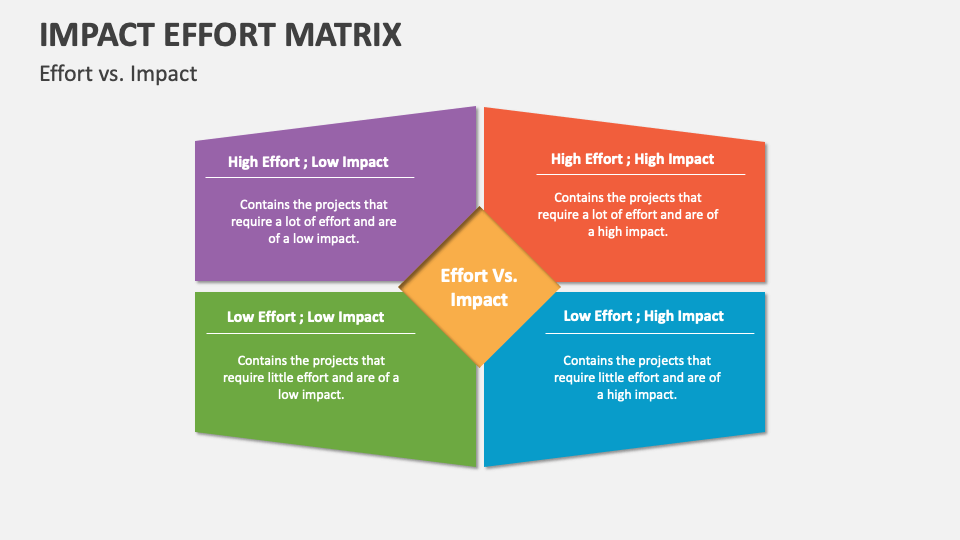 IMPACT EFFORT MATRIX
Effort vs. Impact
High Effort ; Low Impact
Contains the projects that
require a lot of effort and are
of a low impact.
High Effort ; High Impact
Contains the projects that
require a lot of effort and are of
a high impact.
Effort Vs.
Impact
Low Effort ; Low Impact
Contains the projects that
require little effort and are of a
low impact.
Low Effort ; High Impact
Contains the projects that
require little effort and are of
a high impact.